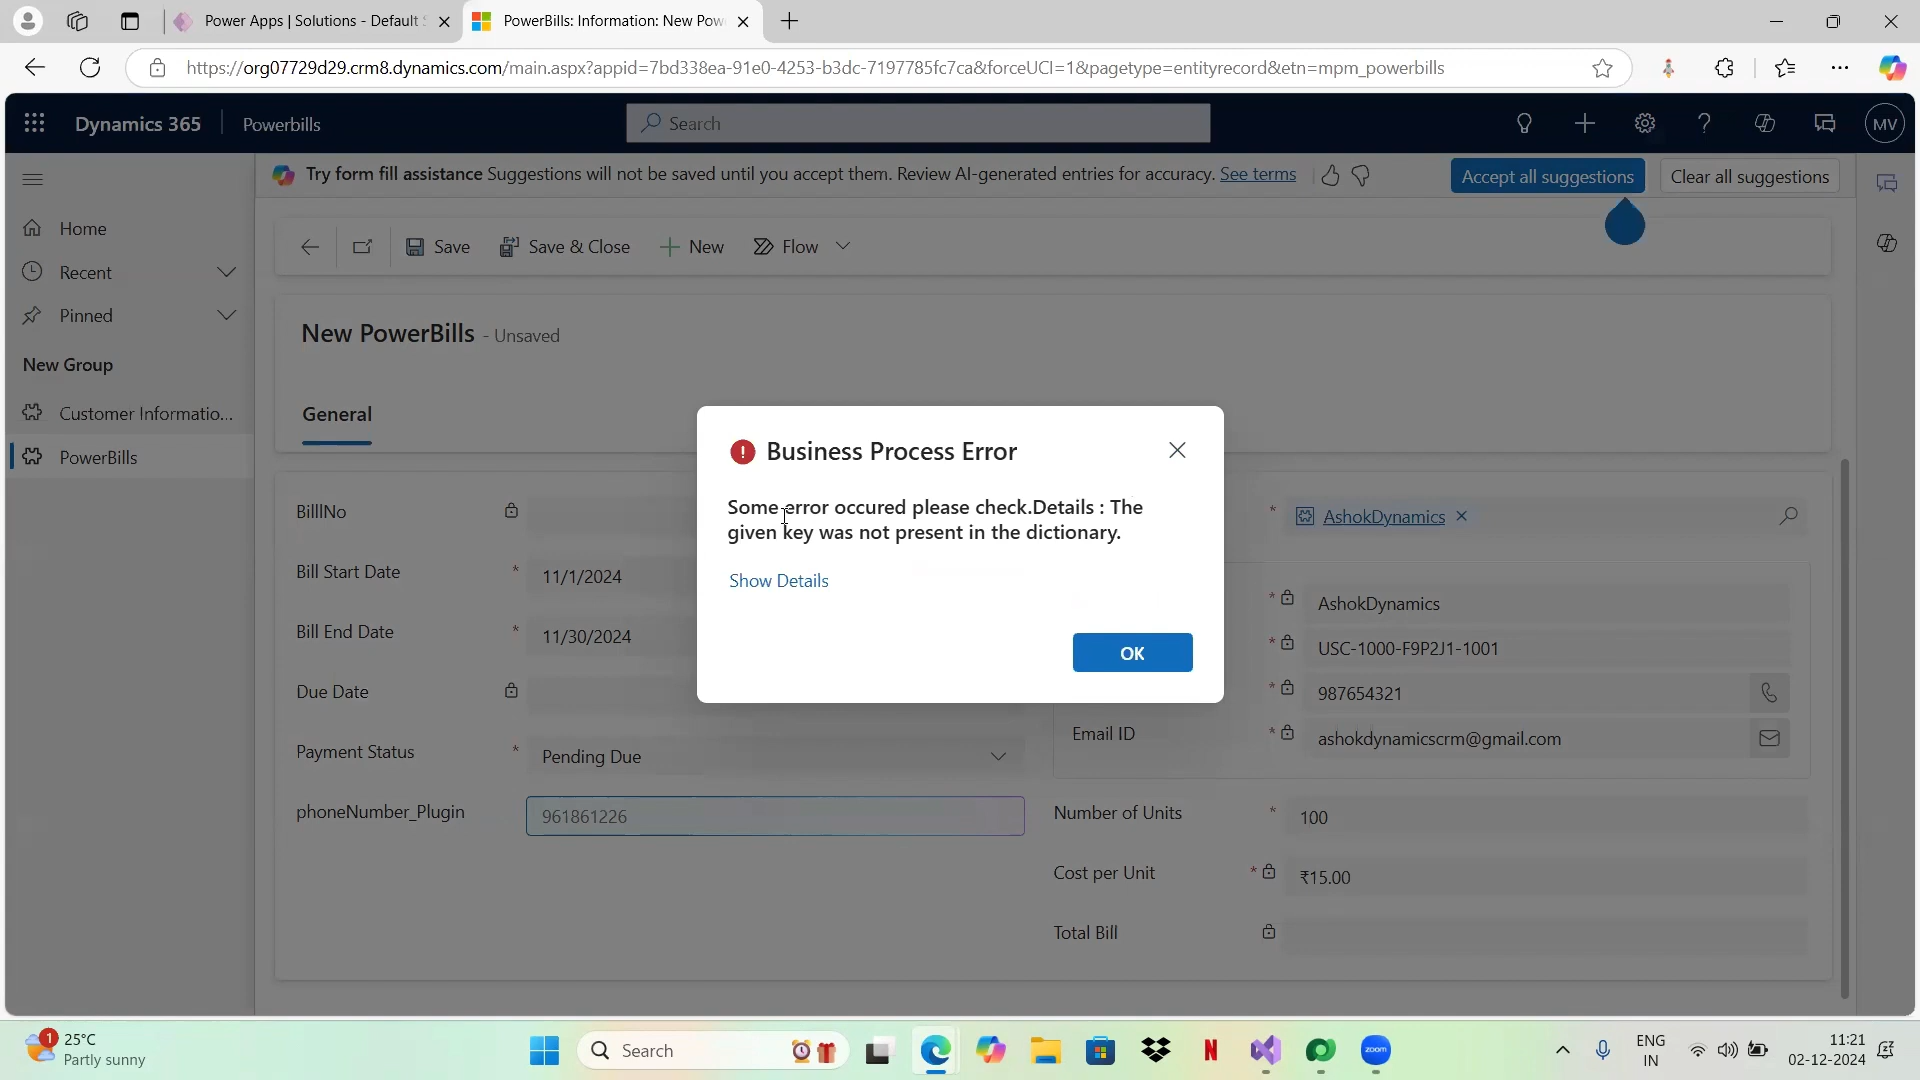 Power Apps | Solutions - Default
PowerBills: Information: New Pow
https://org07729d29.crm8.dynamics.com/main.aspx?appid=7bd338ea-91e0-4253-b3dc-7197785fc7ca&forceUCI=1&pagetype=entityrecord&etn=mpm_powerbills
Dynamics 365
Powerbills
Search
MV
Try form fill assistance Suggestions will not be saved until you accept them. Review AI-generated entries for accuracy. See terms
Accept all suggestions
Clear all suggestions
Home
Recent
Pinned
New Group
Customer Informatio...
PowerBills
Save
Save & Close
New
Flow
New PowerBills - Unsaved
General
Business Process Error
Some error occured please check.Details : The
given key was not present in the dictionary.
Show Details
OK
BilllNo
Bill Start Date * 11/1/2024
Bill End Date * 11/30/2024
Due Date
Payment Status * Pending Due
phoneNumber_Plugin 961861226
* AshokDynamics
* AshokDynamics
* USC-1000-F9P2J1-1001
* 987654321
Email ID * ashokdynamicscrm@gmail.com
Number of Units * 100
Cost per Unit * ₹15.00
Total Bill
1
25°C
Partly sunny
Search
N
zoom
ENG
IN
11:21
02-12-2024